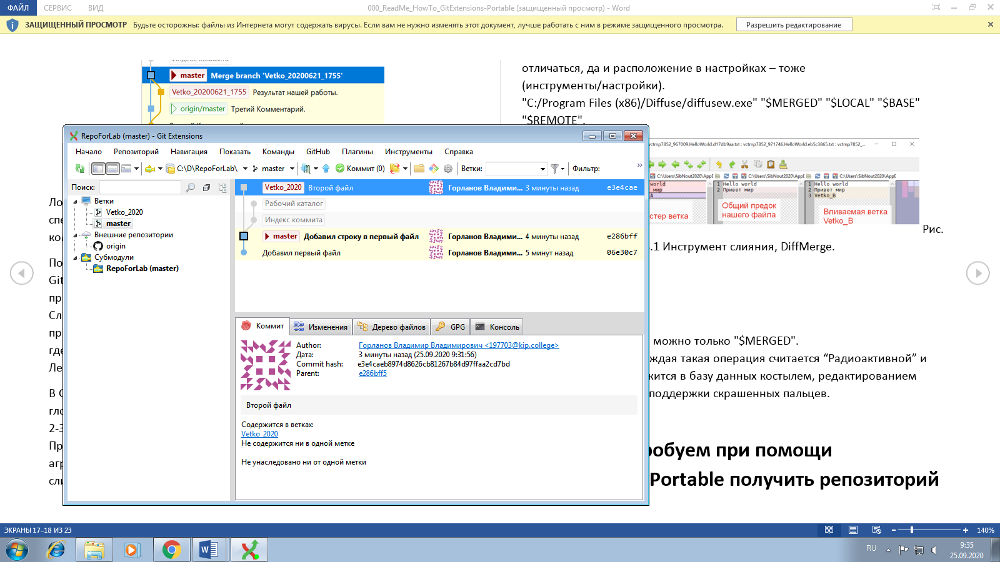 ФАЙЛ СЕРВИС ВИД
000_ReadMe_HowTo_GitExtensions-Portable (защищенный просмотр) - Word
ЗАЩИЩЕННЫЙ ПРОСМОТР Будьте осторожны: файлы из Интернета могут содержать вирусы. Если вам не нужно изменять этот документ, лучше работать с ним в режиме защищенного просмотра. Разрешить редактирование
master Merge branch 'Vetko_20200621_1755'
Vetko_20200621_1755 Результат нашей работы.
origin/master Третий Комментарий.
Ло
спе
ком
По
Git
пр
Сл
пр
где
Ле
В С
гло
2-3
Пр
агр
сли
отличаться, да и расположение в настройках – тоже
(инструменты/настройки).
"C:/Program Files (x86)/Diffuse/diffusew.exe" "$MERGED" "$LOCAL" "$BASE"
"$REMOTE".
vctmp7852_967009.HelloWorld.d17db9aa.txt : vctmp7852_971746.HelloWorld.eb5c3865.txt : vctmp7852_...
C:\Users\SibNout2020\AppD C:\Users\SibNout2020\AppD
world 1 Hello world 1 Hello world
мир 2 Привет мир 2 Привет мир
A 3 Vetko_B
стер ветка
Общий предок
нашего файла
Вливаемая ветка
Vetko_B
Рис.
.1 Инструмент слияния, DiffMerge.
можно только "$MERGED".
ждая такая операция считается “Радиоактивной” и
жится в базу данных костылем, редактированием
поддержки скрашенных пальцев.
робуем при помощи
Portable получить репозиторий
RepoForLab (master) - Git Extensions
Начало Репозиторий Навигация Показать Команды GitHub Плагины Инструменты Справка
C:\D\RepoForLab\ master Коммит (0) Ветки: Фильтр: »
Поиск:
Ветки
Vetko_2020
master
Внешние репозитории
origin
Субмодули
RepoForLab (master)
Vetko_2020 Второй файл Горланов Владими... 3 минуты назад e3e4cae
Рабочий каталог
Индекс коммита
master Добавил строку в первый файл Горланов Владими... 4 минуты назад e286bff
Добавил первый файл Горланов Владими... 5 минут назад 06e30c7
Коммит Изменения Дерево файлов GPG Консоль
Author: Горланов Владимир Владимирович <197703@kip.college>
Дата: 3 минуты назад (25.09.2020 9:31:56)
Commit hash: e3e4caeb8974d8626cb81267b84d97ffaa2cd7bd
Parent: e286bff5
Второй файл
Содержится в ветках:
Vetko_2020
Не содержится ни в одной метке
Не унаследовано ни от одной метки
ЭКРАНЫ 17–18 ИЗ 23 140%
RU 9:35
25.09.2020